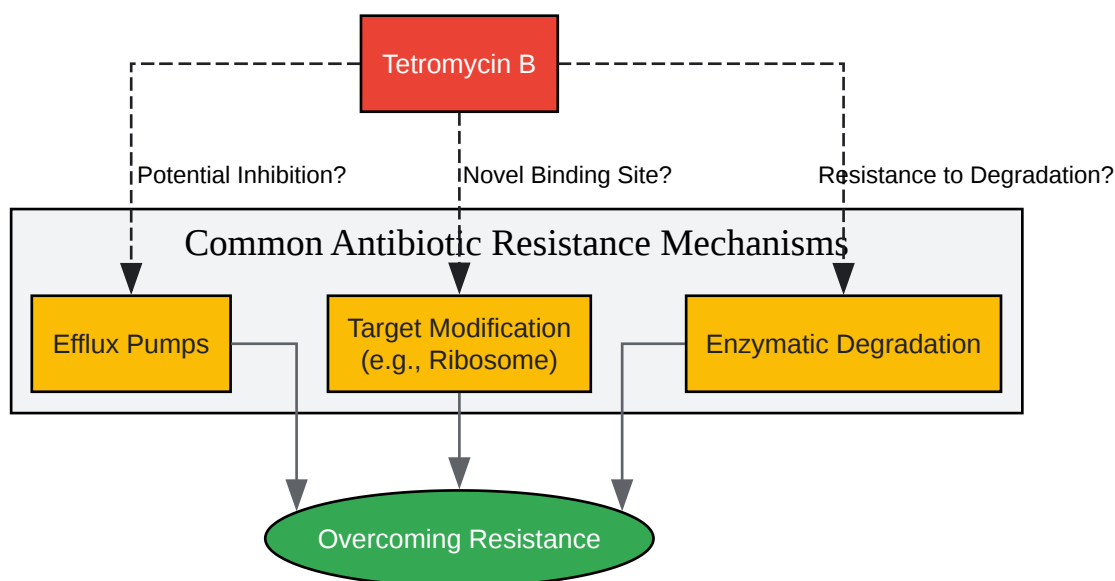 Tetromycin B
Potential Inhibition?
Novel Binding Site?
Resistance to Degradation?
Common Antibiotic Resistance Mechanisms
Efflux Pumps
Target Modification
(e.g., Ribosome)
Enzymatic Degradation
Overcoming Resistance